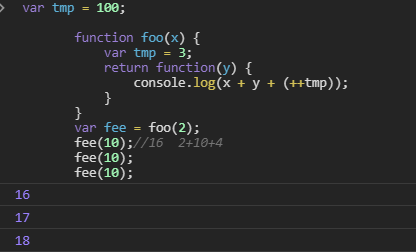 > var tmp = 100;
function foo(x) {
var tmp = 3;
return function(y) {
console.log(x + y + (++tmp));
}
}
var fee = foo(2);
fee(10);//16  2+10+4
fee(10);
fee(10);
16
17
18